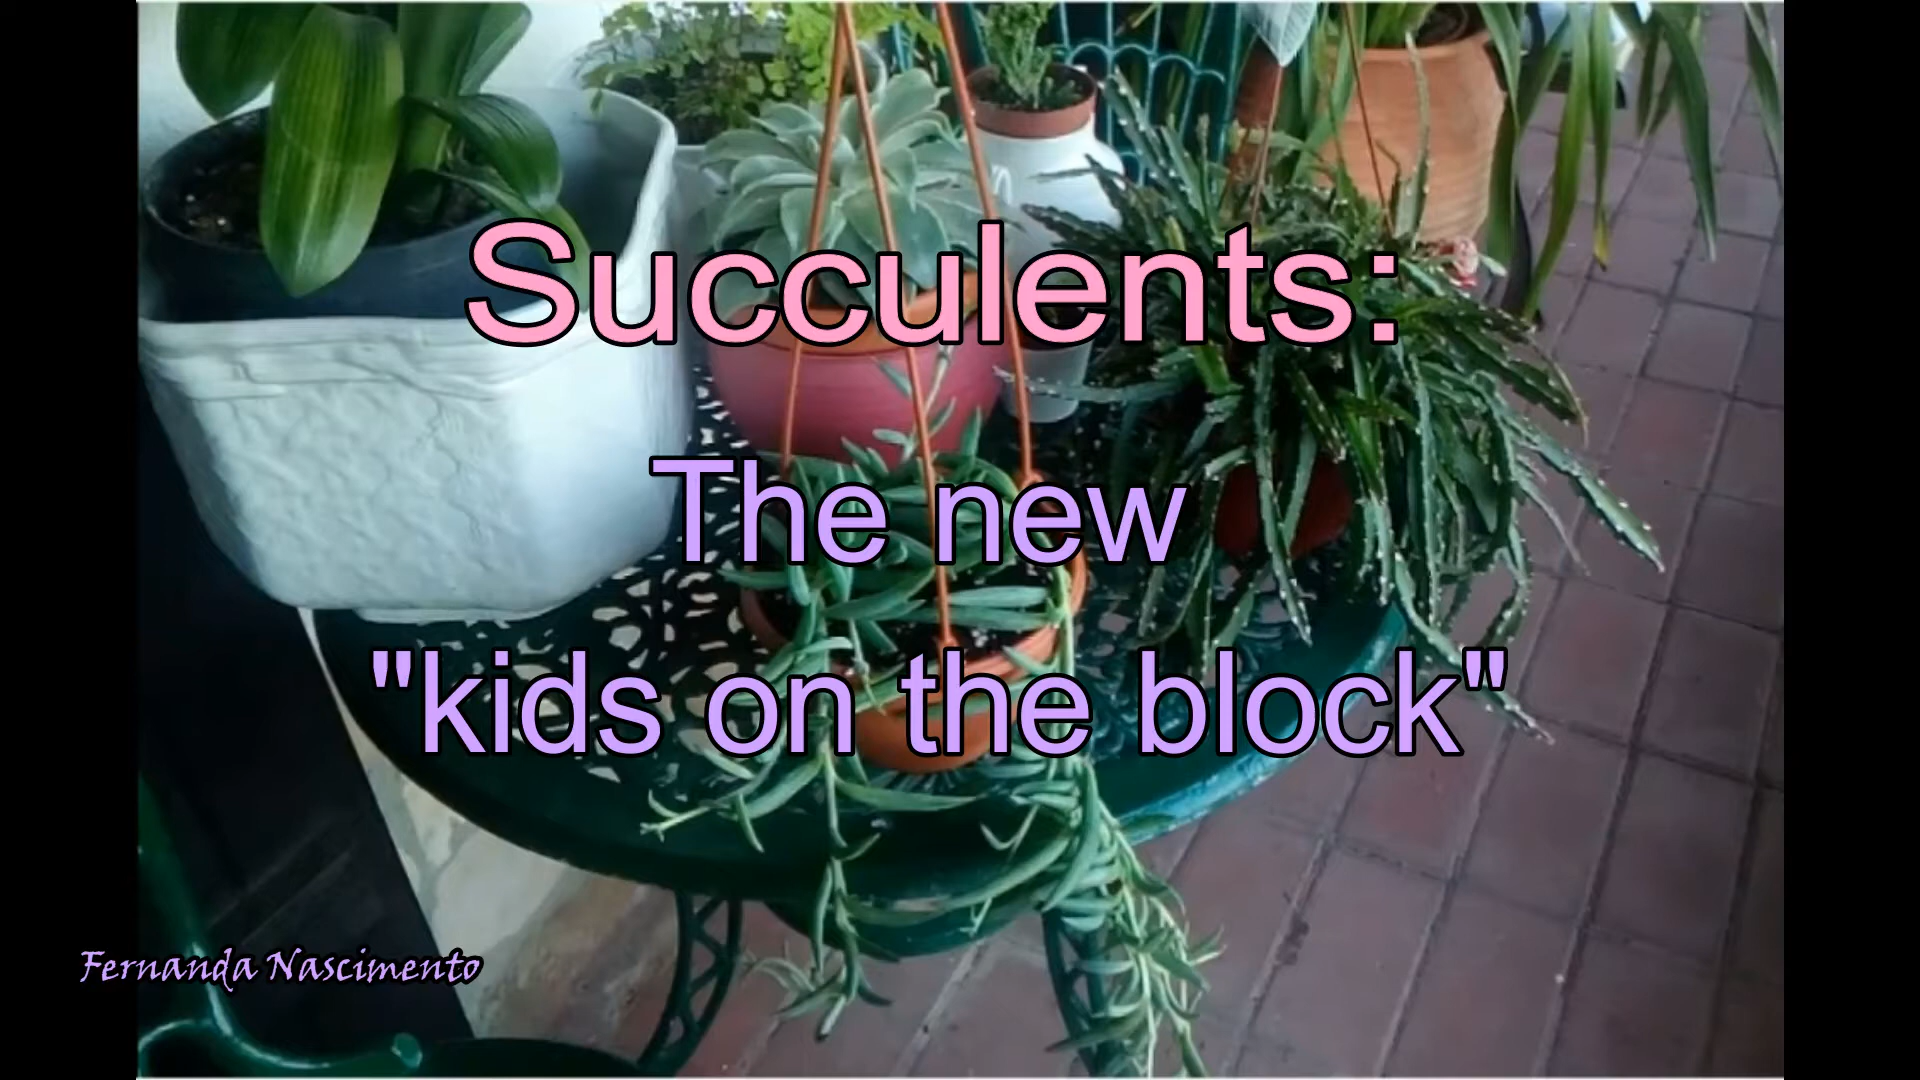 Succulents:
The new
"kids on the block"
Fernanda Nascimento